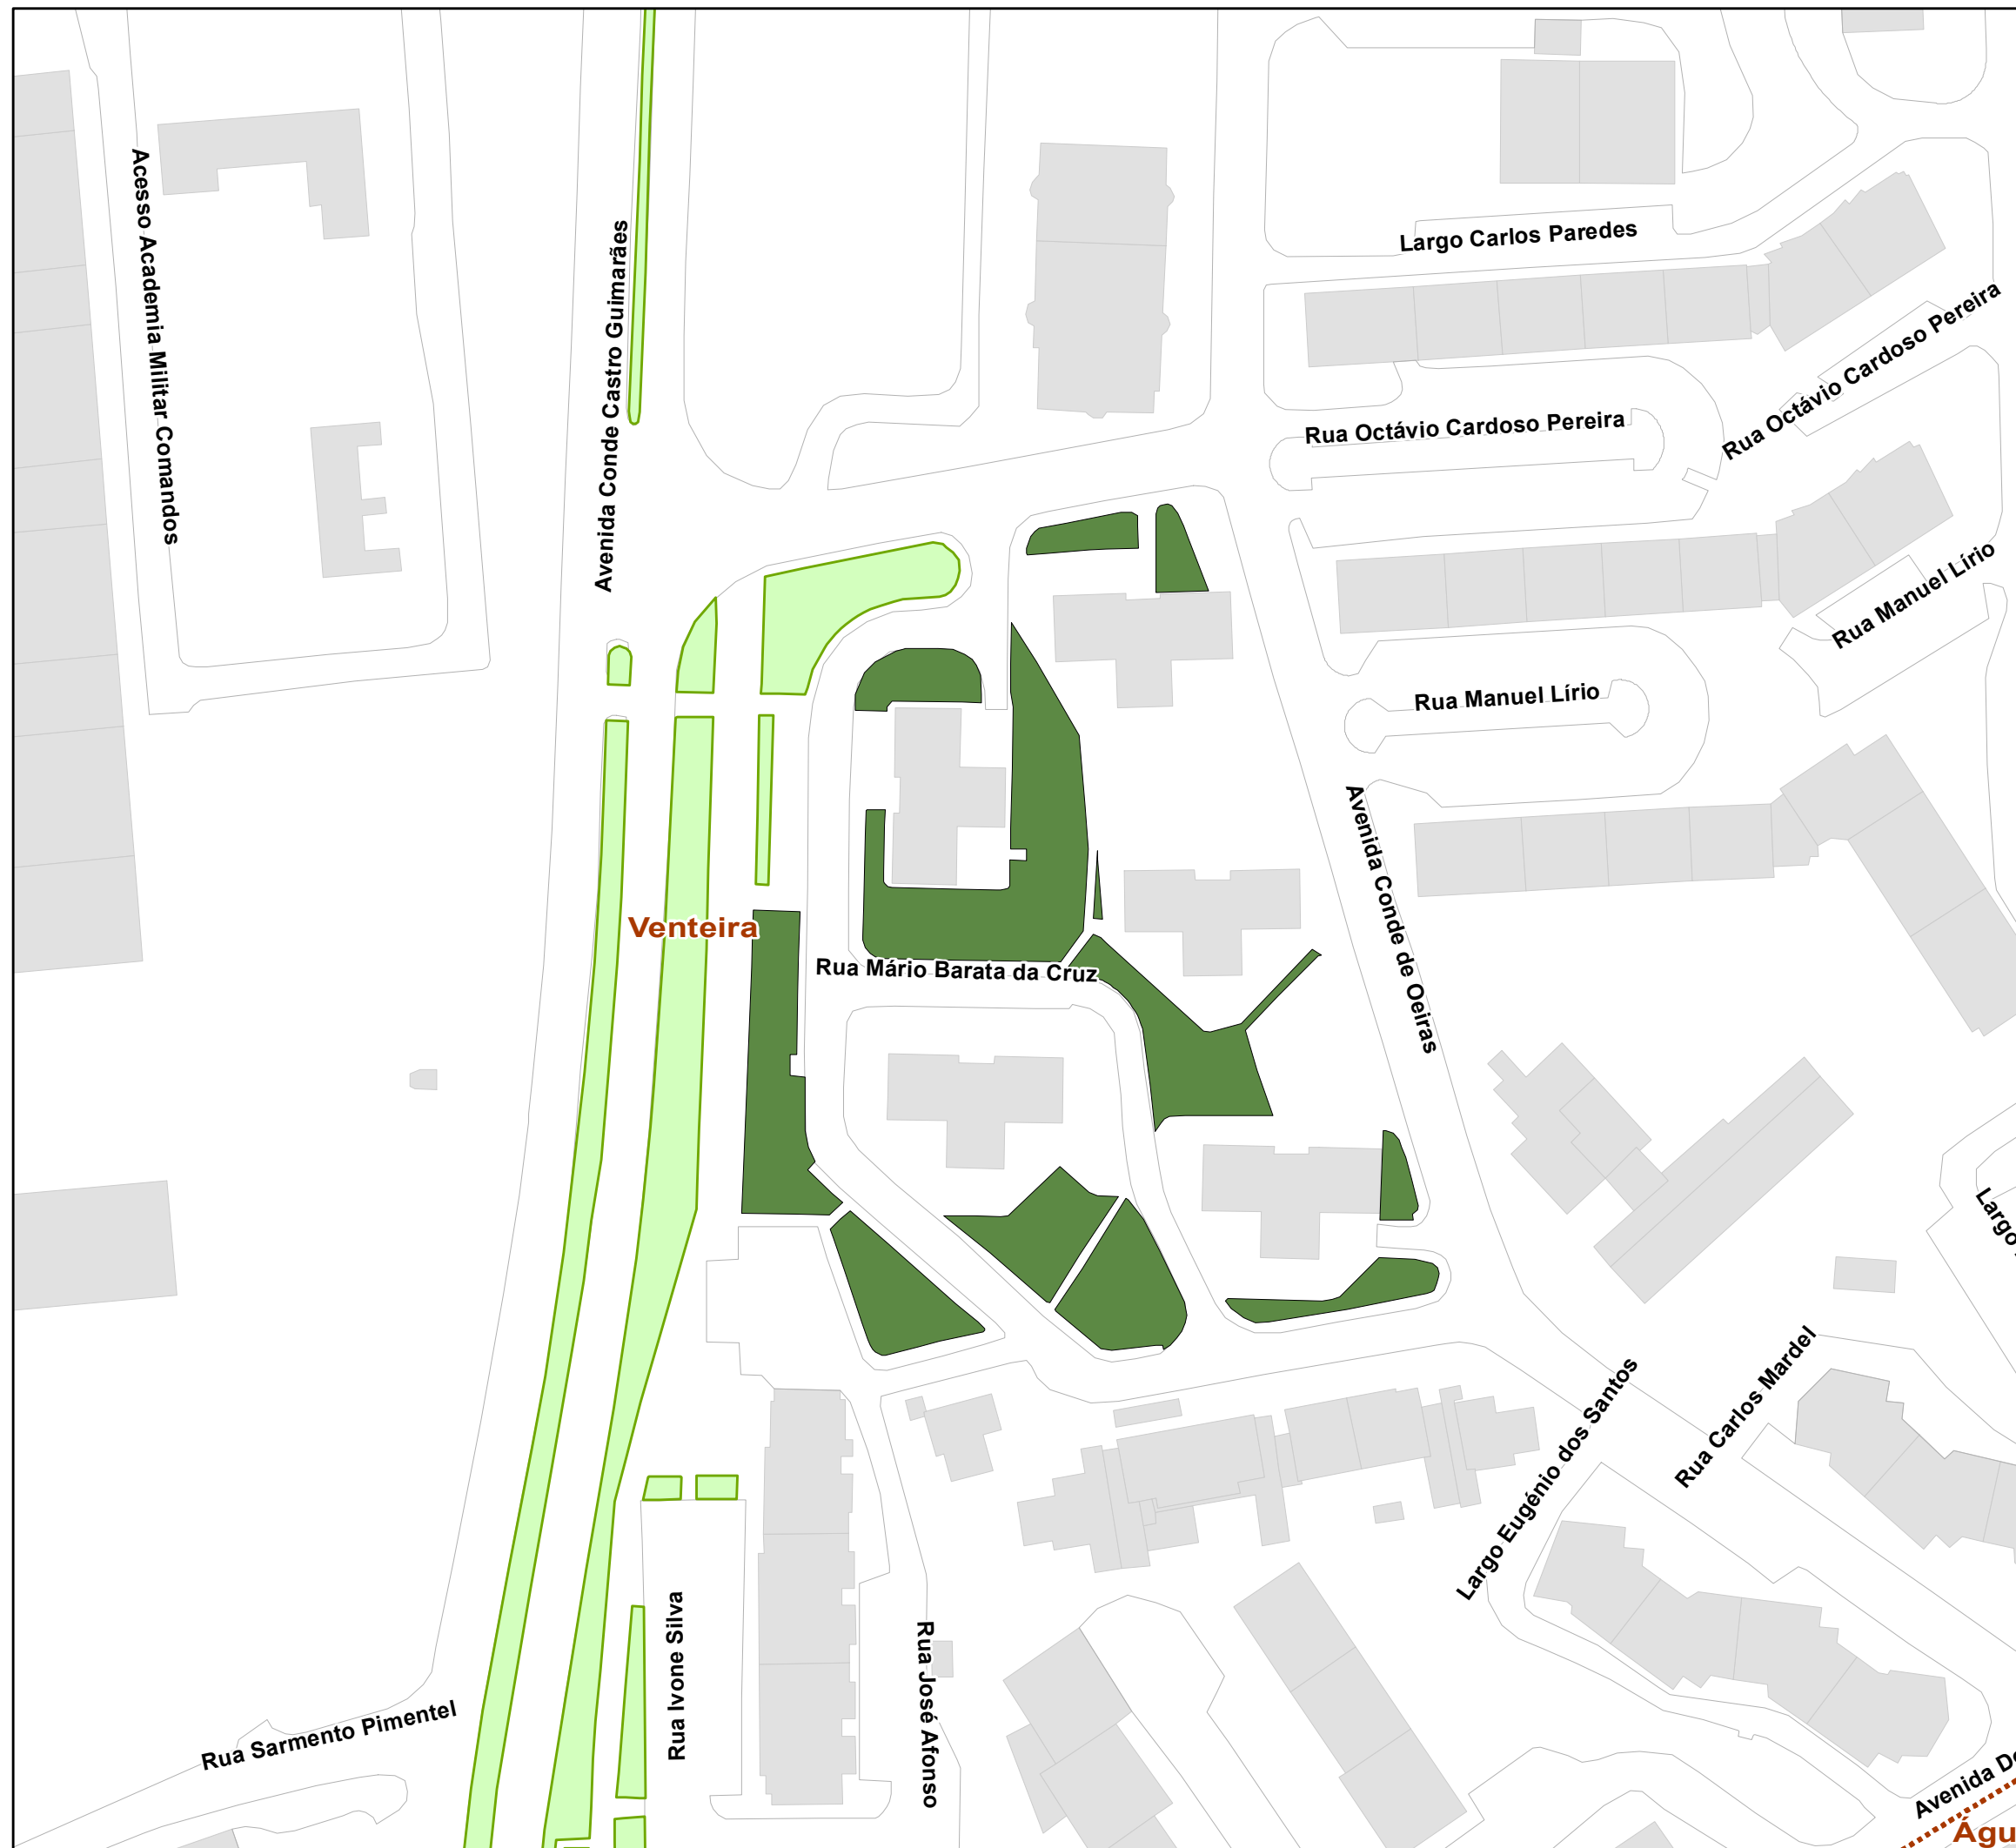 Acesso Academia Militar Comandos
Avenida Conde Castro Guimarães
Largo Carlos Paredes
Rua Octávio Cardoso Pereira
Rua Octávio Cardoso Pereira
Rua Manuel Lírio
Rua Manuel Lírio
Avenida Conde de Oeiras
Venteira
Rua Mário Barata da Cruz
Largo
Largo Eugénio dos Santos
Rua Carlos Mardel
Rua Ivone Silva
Rua José Afonso
Rua Sarmento Pimentel
Avenida